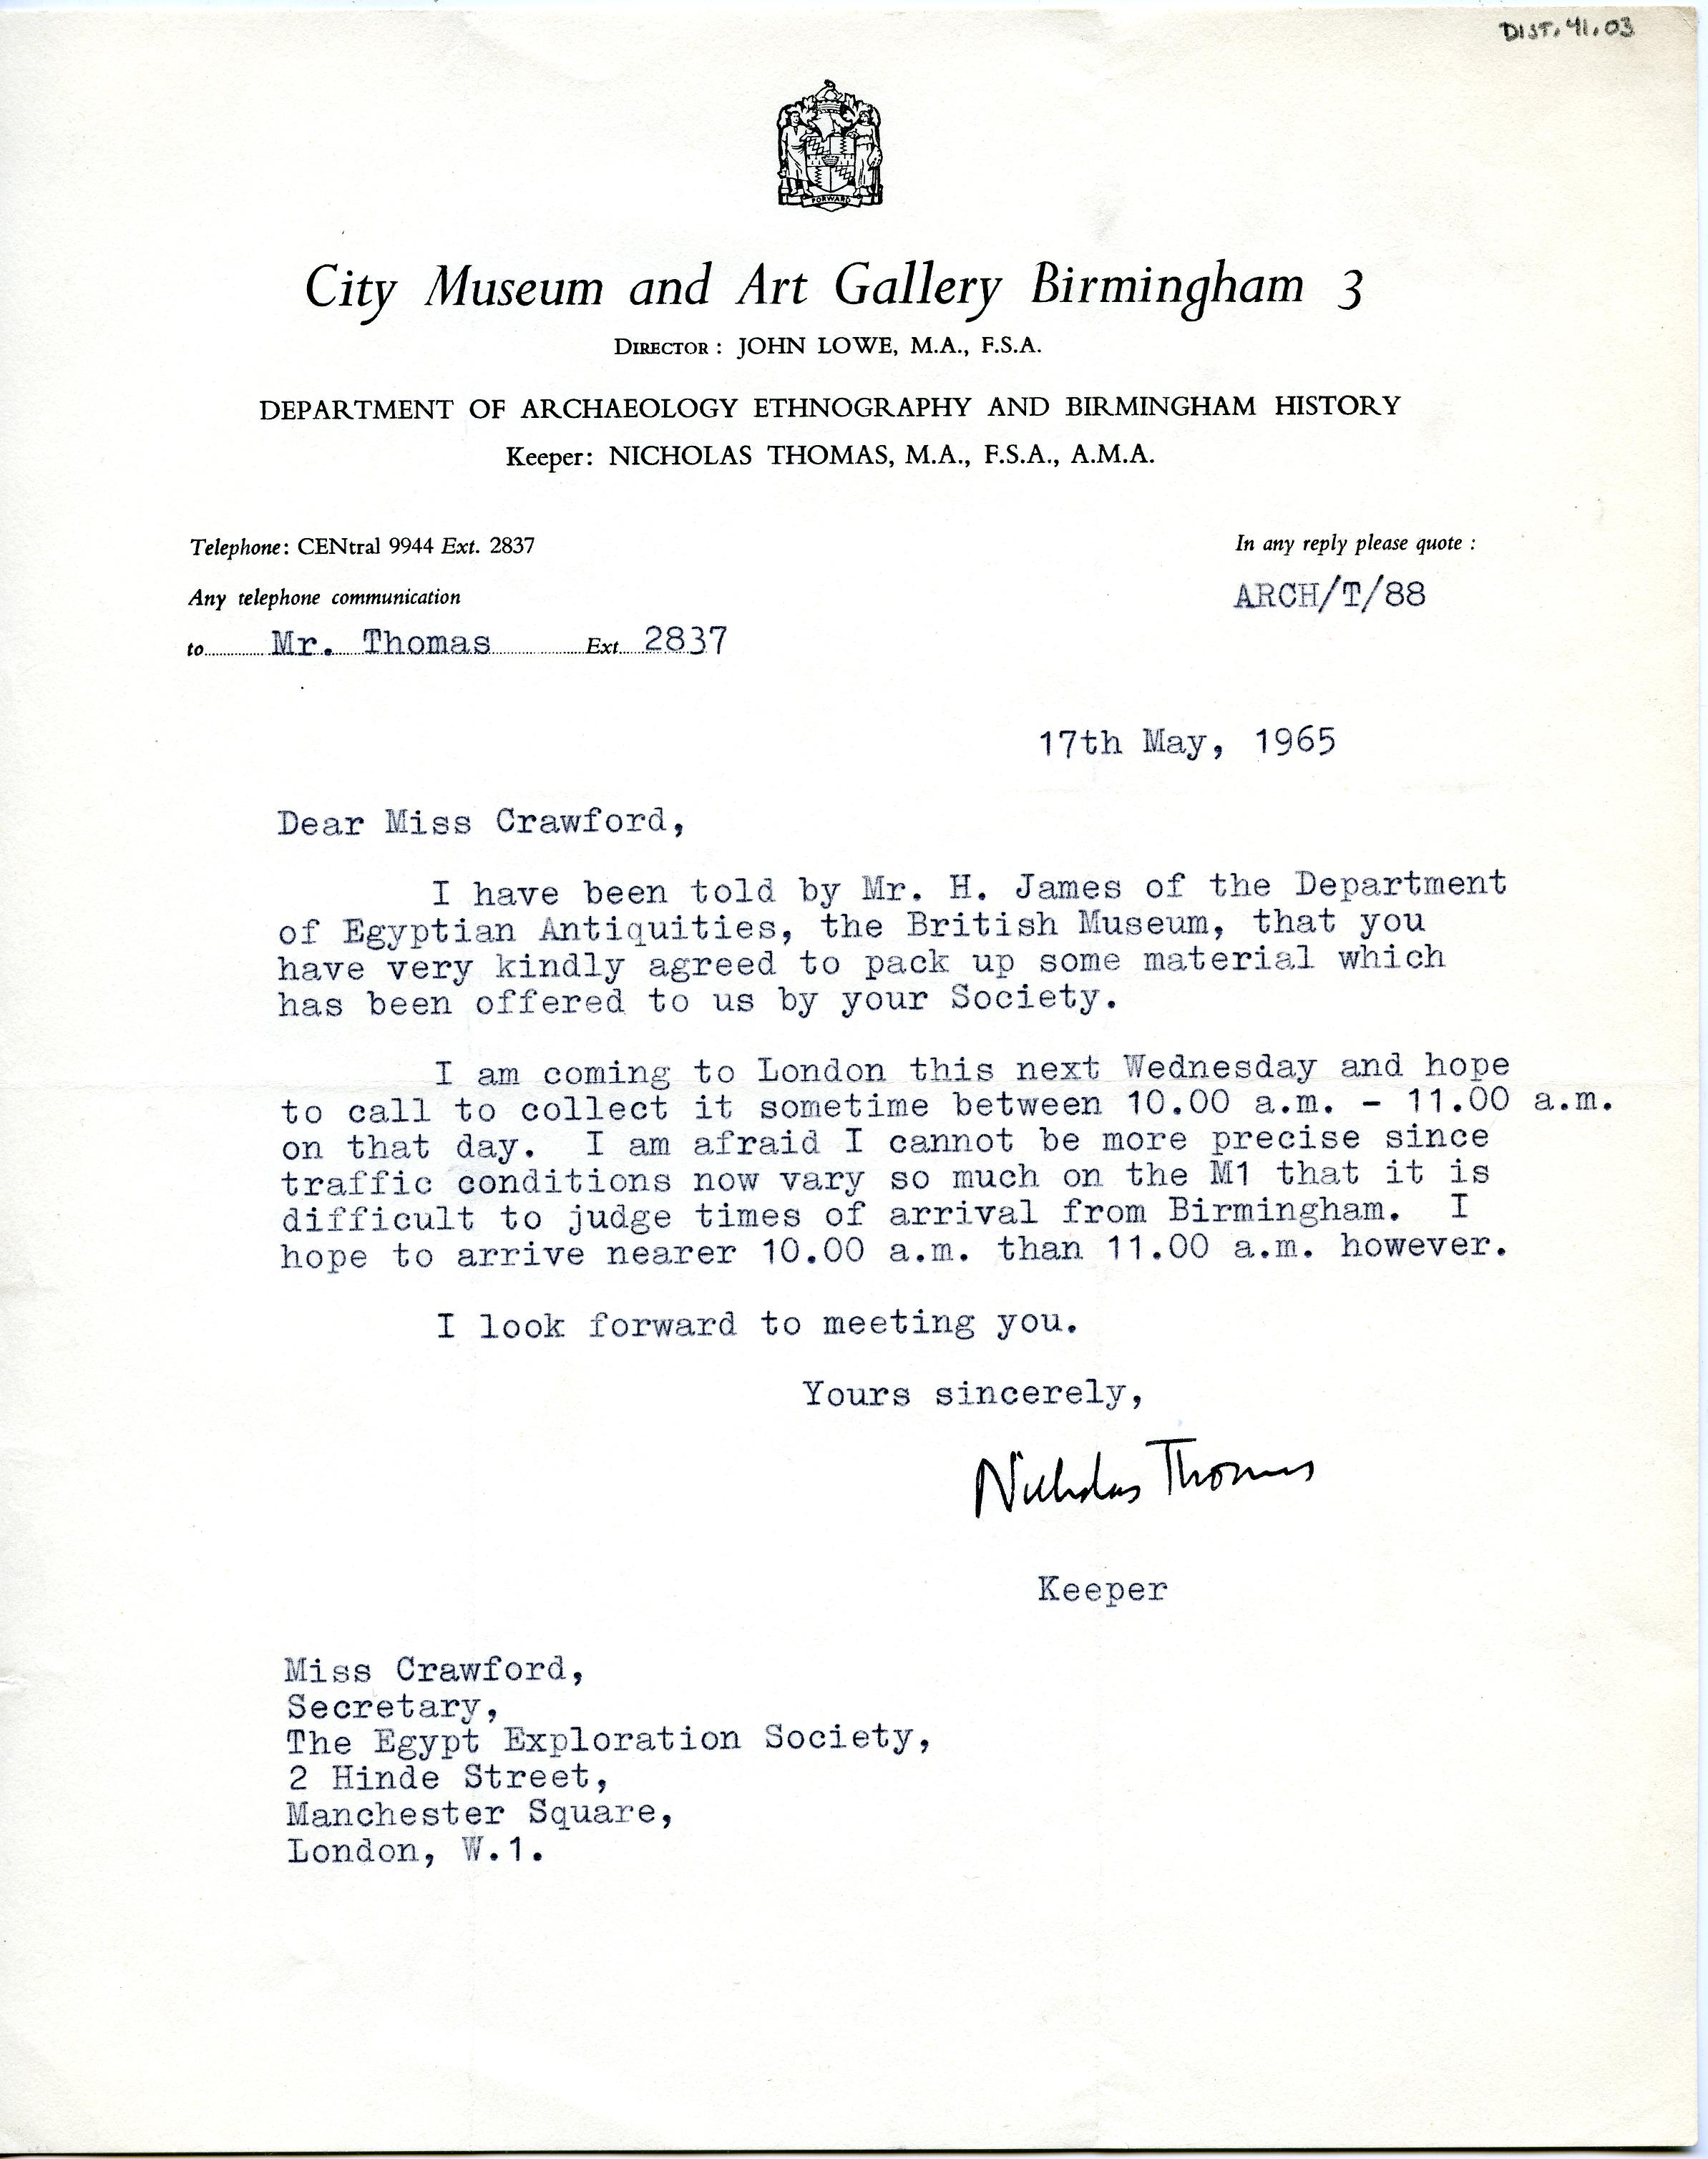 DIST.41.03
FORWARD
City Museum and Art Gallery Birmingham 3
DIRECTOR : JOHN LOWE, M.A., F.S.A.
DEPARTMENT OF ARCHAEOLOGY ETHNOGRAPHY AND BIRMINGHAM HISTORY
Keeper: NICHOLAS THOMAS, M.A., F.S.A., A.M.A.
Telephone: CENtral 9944 Ext. 2837
In any reply please quote :
Any telephone communication
ARCH/T/88
to Mr. Thomas Ext. 2837
17th May, 1965
Dear Miss Crawford,
I have been told by Mr. H. James of the Department
of Egyptian Antiquities, the British Museum, that you
have very kindly agreed to pack up some material which
has been offered to us by your Society.
I am coming to London this next Wednesday and hope
to call to collect it sometime between 10.00 a.m. - 11.00 a.m.
on that day. I am afraid I cannot be more precise since
traffic conditions now vary so much on the M1 that it is
difficult to judge times of arrival from Birmingham. I
hope to arrive nearer 10.00 a.m. than 11.00 a.m. however.
I look forward to meeting you.
Yours sincerely,
Nicholas Thomas
Keeper
Miss Crawford,
Secretary,
The Egypt Exploration Society,
2 Hinde Street,
Manchester Square,
London, W.1.